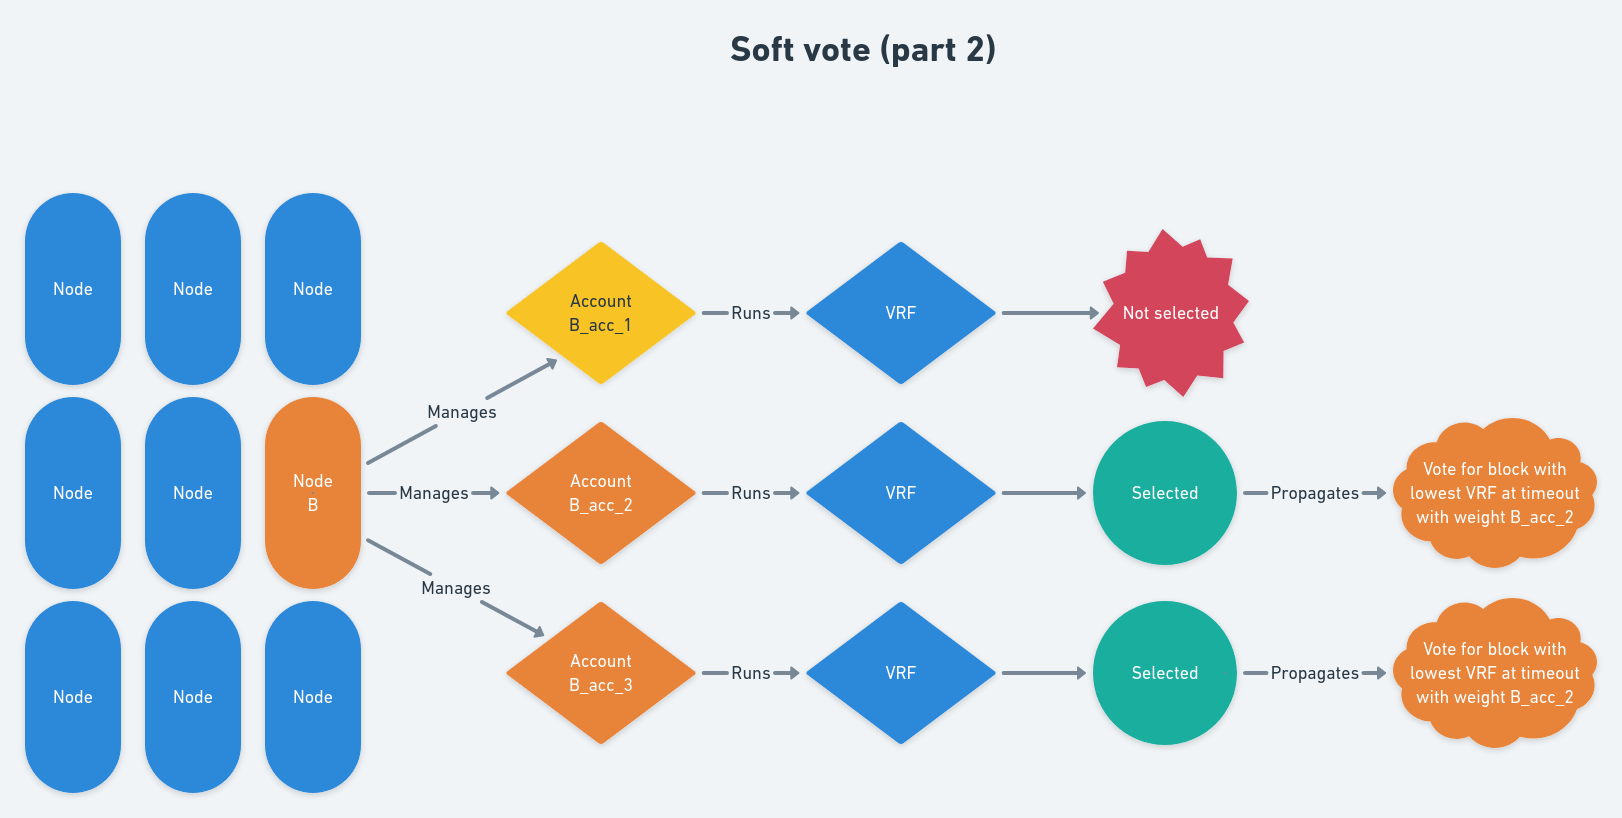 Soft vote (part 2)
Node
Node
Node
Account
B_acc_1
Runs
VRF
Not selected
Manages
Node
Node
Node
B
Manages
Account
B_acc_2
Runs
VRF
Selected
Propagates
Vote for block with
lowest VRF at timeout
with weight B_acc_2
Manages
Node
Node
Node
Account
B_acc_3
Runs
VRF
Selected
Propagates
Vote for block with
lowest VRF at timeout
with weight B_acc_2